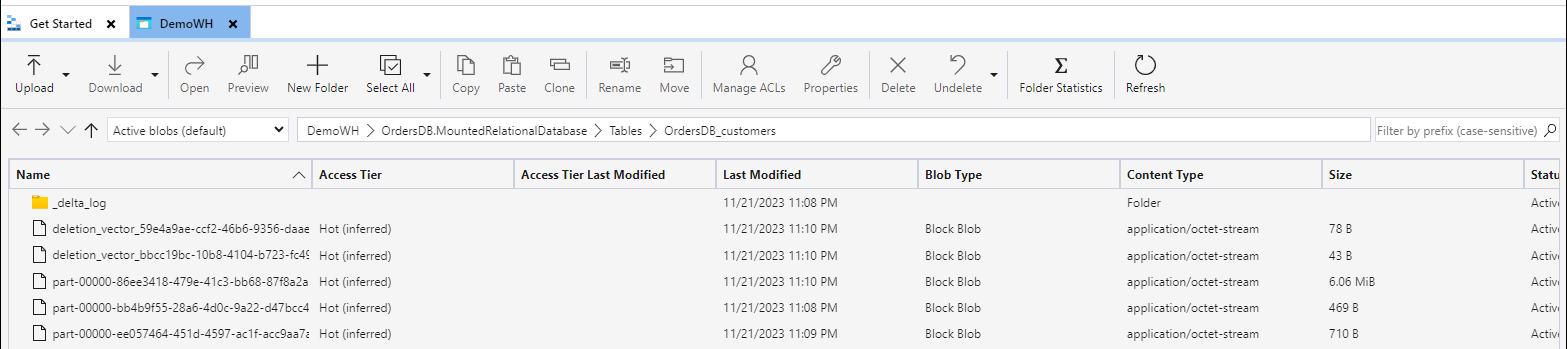 Get Started
DemoWH
Upload Download Open Preview New Folder Select All Copy Paste Clone Rename Move Manage ACLs Properties Delete Undelete Folder Statistics Refresh
Active blobs (default) DemoWH OrdersDB.MountedRelationalDatabase Tables OrdersDB_customers Filter by prefix (case-sensitive)
Name Access Tier Access Tier Last Modified Last Modified Blob Type Content Type Size Statu
_delta_log 11/21/2023 11:08 PM Folder Active
deletion_vector_59e4a9ae-ccf2-46b6-9356-daae Hot (inferred) 11/21/2023 11:10 PM Block Blob application/octet-stream 78 B Active
deletion_vector_bbcc19bc-10b8-4104-b723-fc49 Hot (inferred) 11/21/2023 11:10 PM Block Blob application/octet-stream 43 B Active
part-00000-86ee3418-479e-41c3-bb68-87f8a2a Hot (inferred) 11/21/2023 11:10 PM Block Blob application/octet-stream 6.06 MiB Active
part-00000-bb4b9f55-28a6-4d0c-9a22-d47bcc4 Hot (inferred) 11/21/2023 11:08 PM Block Blob application/octet-stream 469 B Active
part-00000-ee057464-451d-4597-ac1f-acc9aa7a Hot (inferred) 11/21/2023 11:09 PM Block Blob application/octet-stream 710 B Active